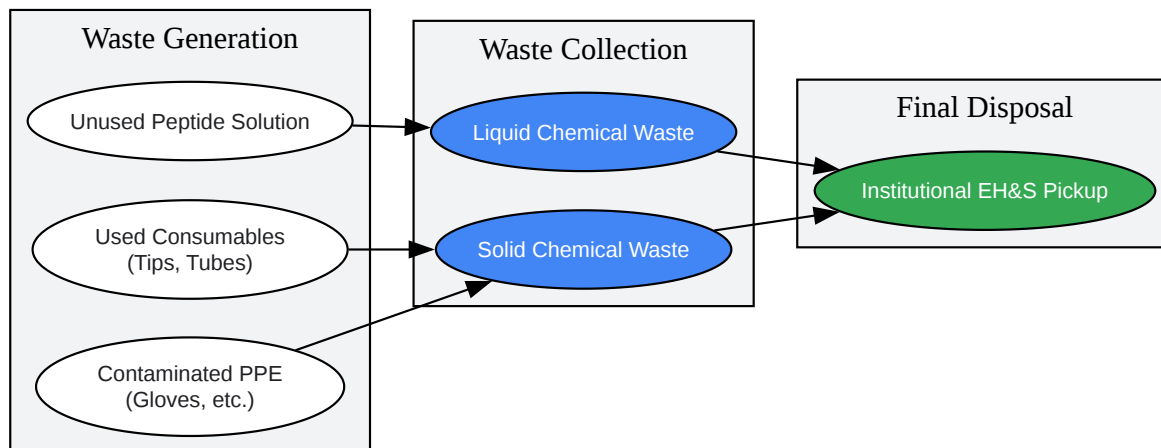 Waste Generation
Unused Peptide Solution
Used Consumables
(Tips, Tubes)
Contaminated PPE
(Gloves, etc.)
Waste Collection
Liquid Chemical Waste
Solid Chemical Waste
Final Disposal
Institutional EH&S Pickup